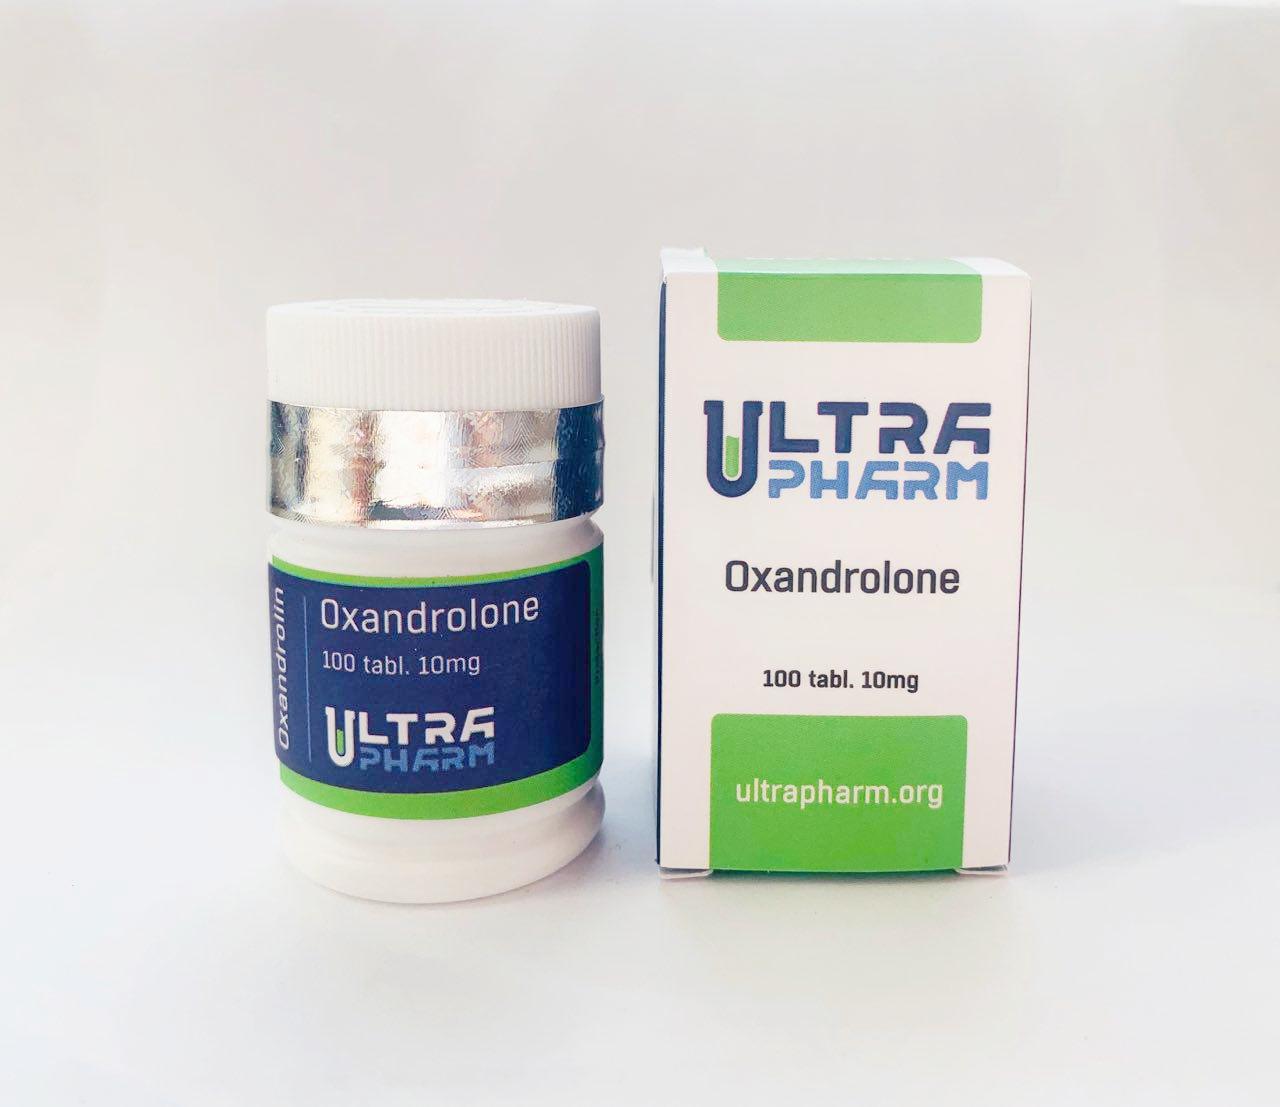 Oxandrolin
Oxandrolone
100 tabl. 10mg
ULTRA
PHARM
ULTRA
PHARM
Oxandrolone
100 tabl. 10mg
ultrapharm.org